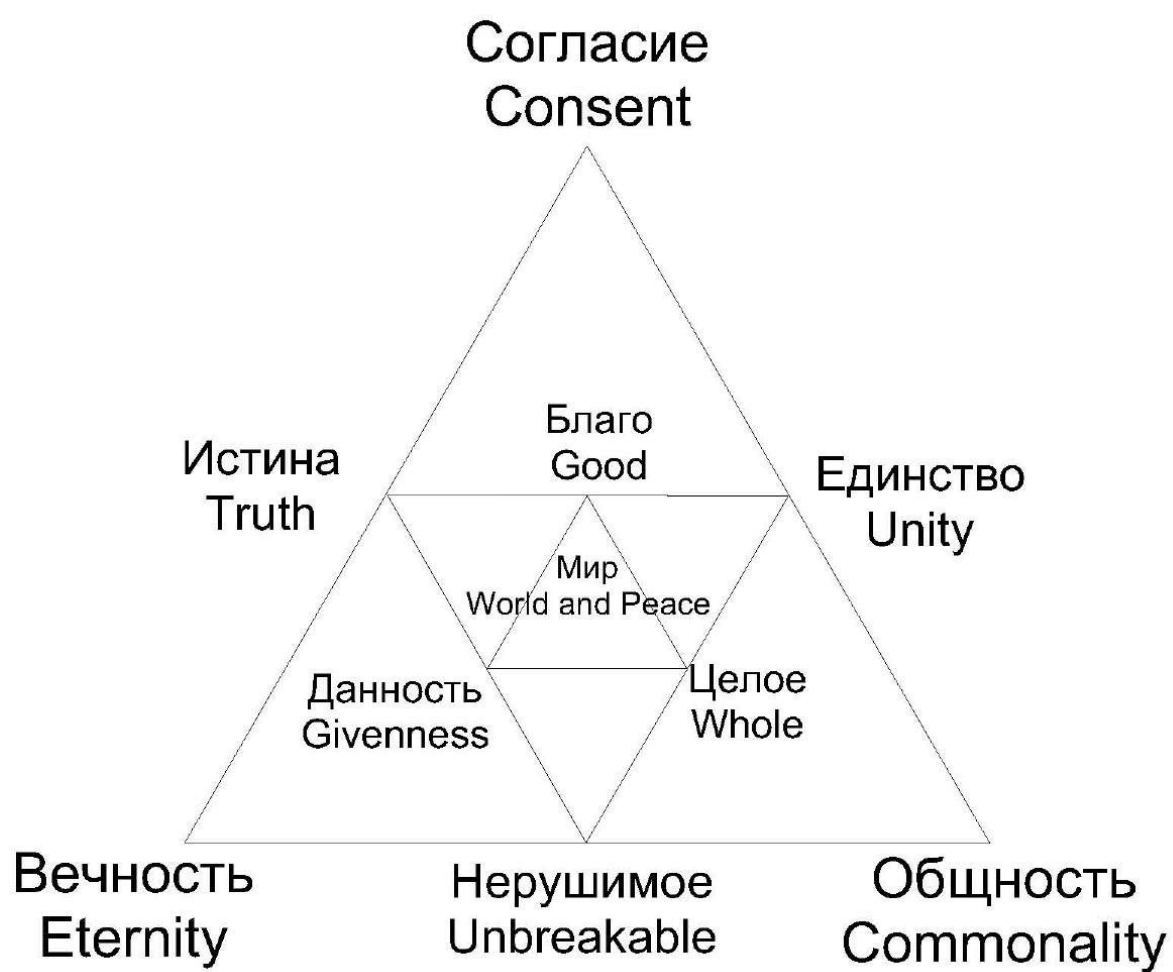 Согласие
Consent
Благо
Good
Истина
Truth
Единство
Unity
Мир
World and Peace
Данность
Givenness
Целое
Whole
Вечность
Eternity
Нерушимое
Unbreakable
Общность
Commonality